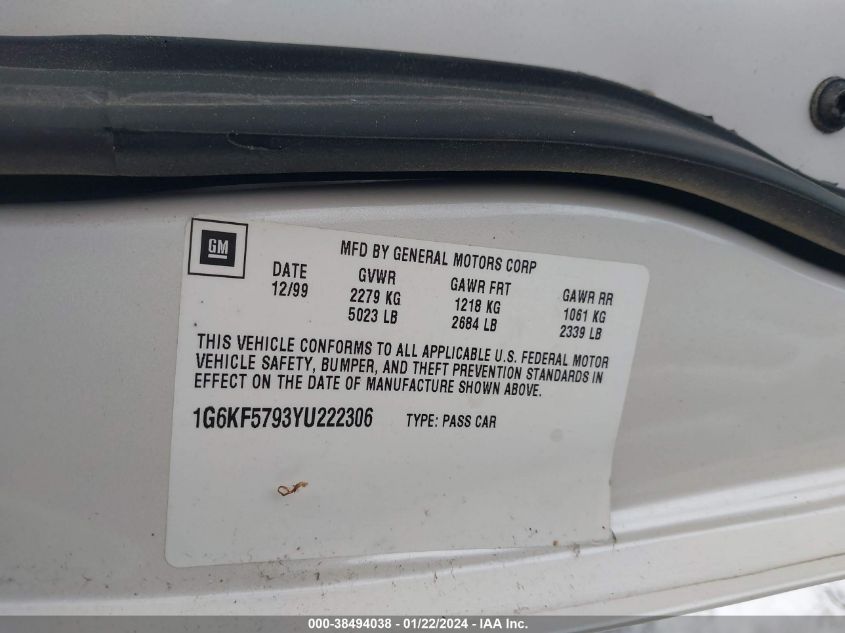 GM
MFD BY GENERAL MOTORS CORP
DATE GVWR GAWR FRT GAWR RR
12/99 2279 KG 1218 KG 1061 KG
5023 LB 2684 LB 2339 LB
THIS VEHICLE CONFORMS TO ALL APPLICABLE U.S. FEDERAL MOTOR
VEHICLE SAFETY, BUMPER, AND THEFT PREVENTION STANDARDS IN
EFFECT ON THE DATE OF MANUFACTURE SHOWN ABOVE.
1G6KF5793YU222306 TYPE: PASS CAR
000-38494038 - 01/22/2024 - IAA Inc.